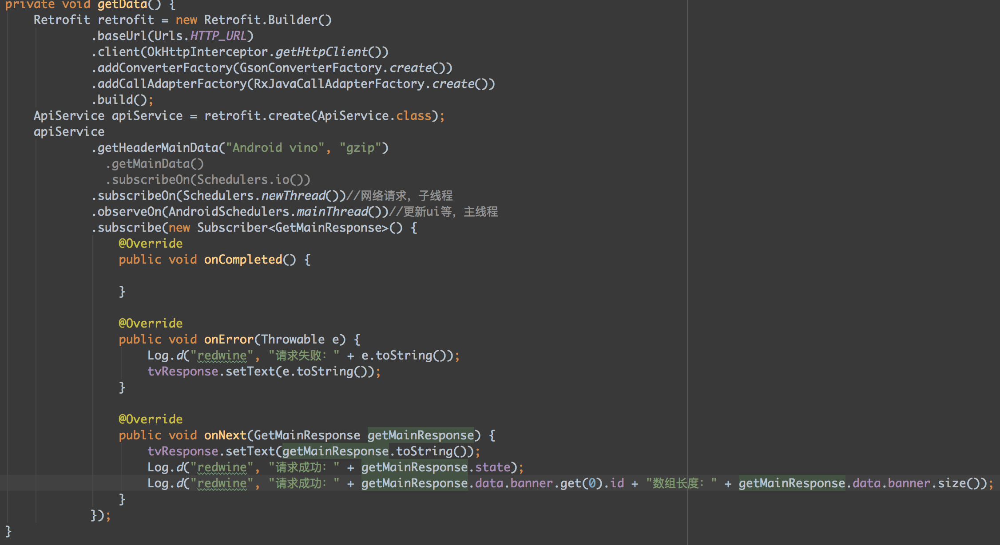 private void getData() {
Retrofit retrofit = new Retrofit.Builder()
.baseUrl(Urls.HTTP_URL)
.client(OkHttpInterceptor.getHttpClient())
.addConverterFactory(GsonConverterFactory.create())
.addCallAdapterFactory(RxJavaCallAdapterFactory.create())
.build();
ApiService apiService = retrofit.create(ApiService.class);
apiService
.getHeaderMainData("Android vino", "gzip")
.getMainData()
.subscribeOn(Schedulers.io())
.subscribeOn(Schedulers.newThread())//网络请求，子线程
.observeOn(AndroidSchedulers.mainThread())//更新ui等，主线程
.subscribe(new Subscriber<GetMainResponse>() {
@Override
public void onCompleted() {
}
@Override
public void onError(Throwable e) {
Log.d("redwine", "请求失败：" + e.toString());
tvResponse.setText(e.toString());
}
@Override
public void onNext(GetMainResponse getMainResponse) {
tvResponse.setText(getMainResponse.toString());
Log.d("redwine", "请求成功：" + getMainResponse.state);
Log.d("redwine", "请求成功：" + getMainResponse.data.banner.get(0).id + "数组长度：" + getMainResponse.data.banner.size());
}
});
}